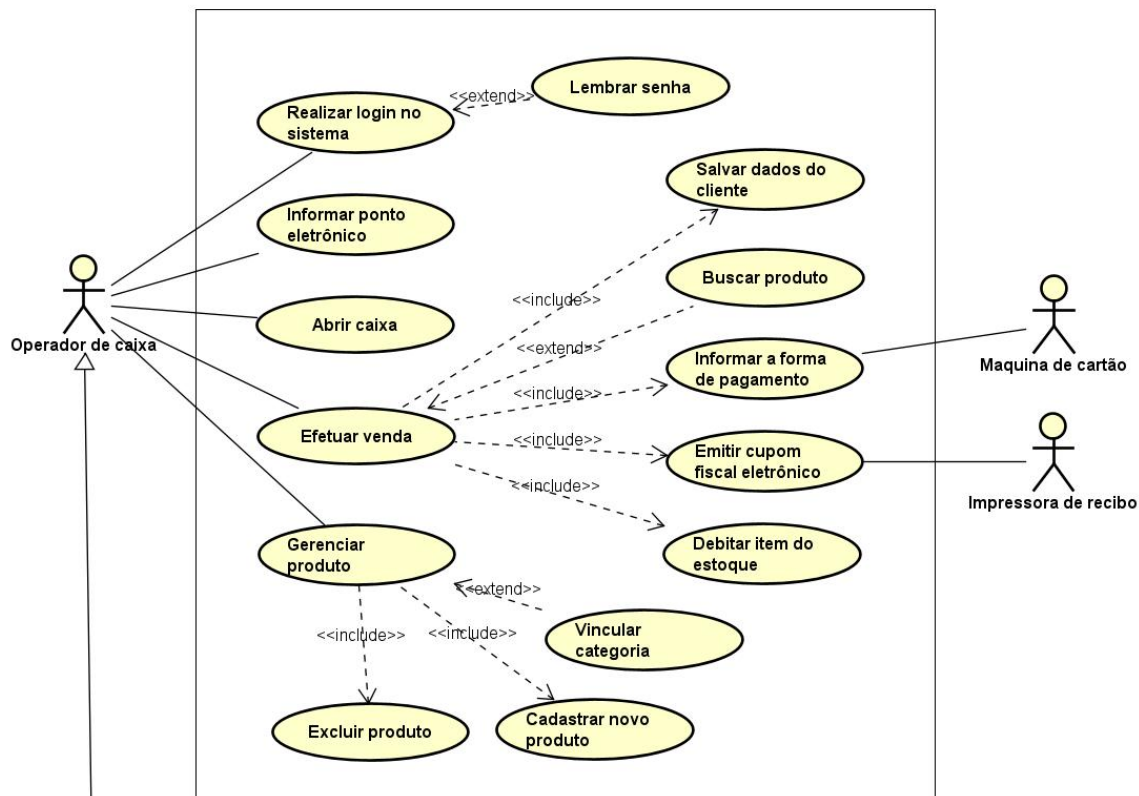 Lembrar senha
<<extend>>
Realizar login no
sistema
Salvar dados do
cliente
Informar ponto
eletrônico
Buscar produto
<<include>>
Abrir caixa
Operador de caixa
<<extend>>
Informar a forma
de pagamento
Maquina de cartão
<<include>>
Efetuar venda
<<include>>
Emitir cupom
fiscal eletrônico
<<include>>
Impressora de recibo
Gerenciar
produto
Debitar item do
estoque
<<extend>>
<<include>>
<<include>>
Vincular
categoria
Excluir produto
Cadastrar novo
produto